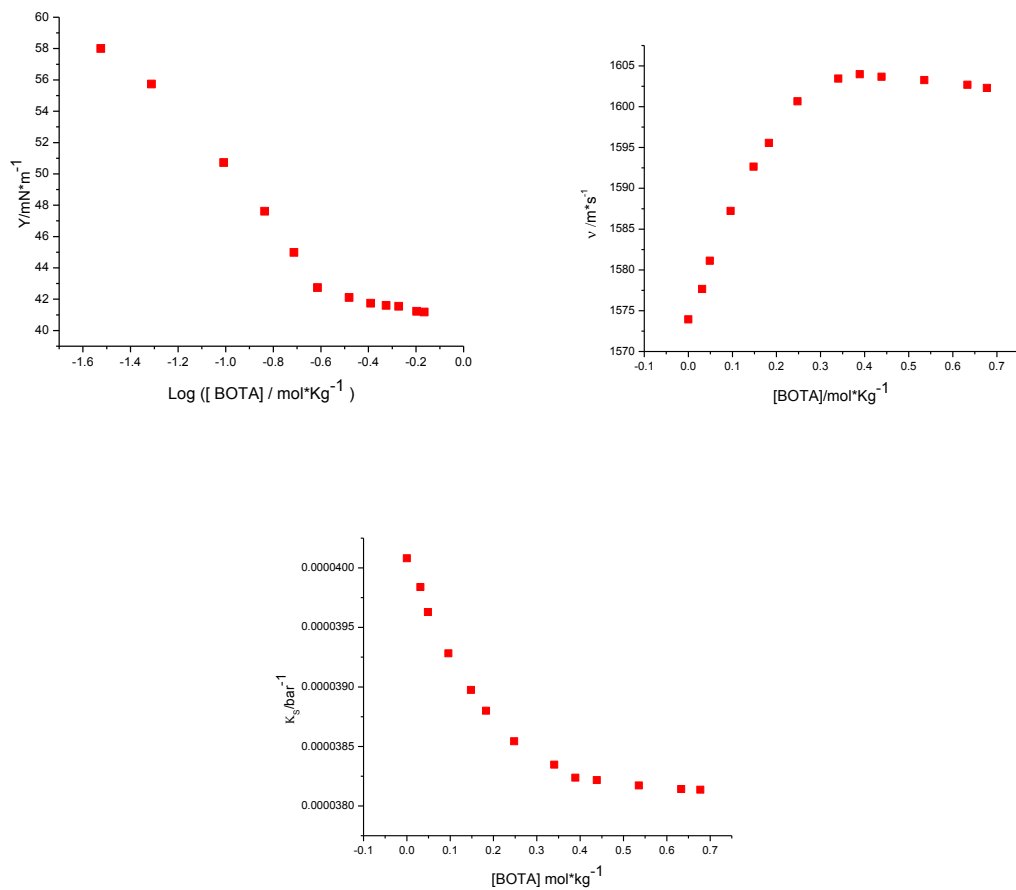 60
58
56
54
52
50
48
46
44
42
40
Υ/mN*m-1
-1.6 -1.4 -1.2 -1.0 -0.8 -0.6 -0.4 -0.2 0.0
Log ([ BOTA] / mol*Kg-1 )
1605
1600
1595
1590
1585
1580
1575
1570
ν /m*s-1
-0.1 0.0 0.1 0.2 0.3 0.4 0.5 0.6 0.7
[BOTA]/mol*Kg-1
0.0000400
0.0000395
0.0000390
0.0000385
0.0000380
κs/bar-1
-0.1 0.0 0.1 0.2 0.3 0.4 0.5 0.6 0.7
[BOTA] mol*kg-1